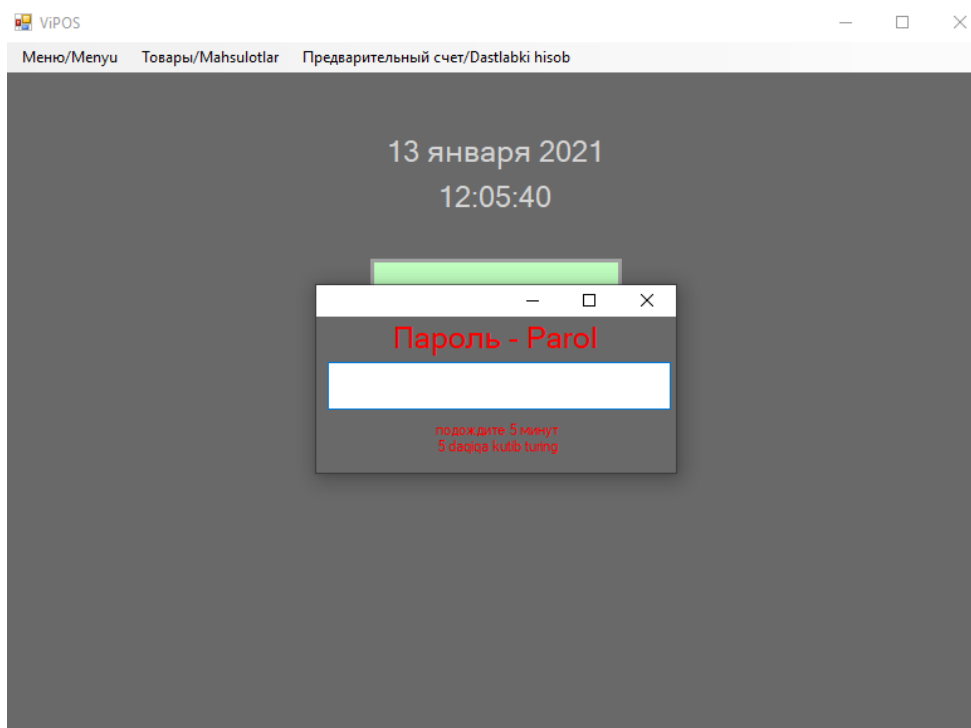 ViPOS
Меню/Menyu Товары/Mahsulotlar Предварительный счет/Dastlabki hisob
13 января 2021
12:05:40
Пароль - Parol
подождите 5 минут
5 daqiqa kutib turing